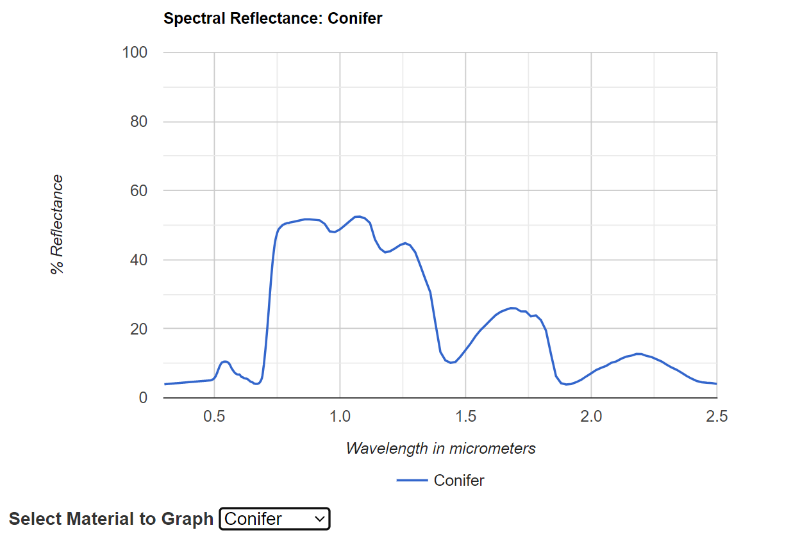 Spectral Reflectance: Conifer
100
80
60
40
20
0
% Reflectance
0.5 1.0 1.5 2.0 2.5
Wavelength in micrometers
Conifer
Select Material to Graph Conifer